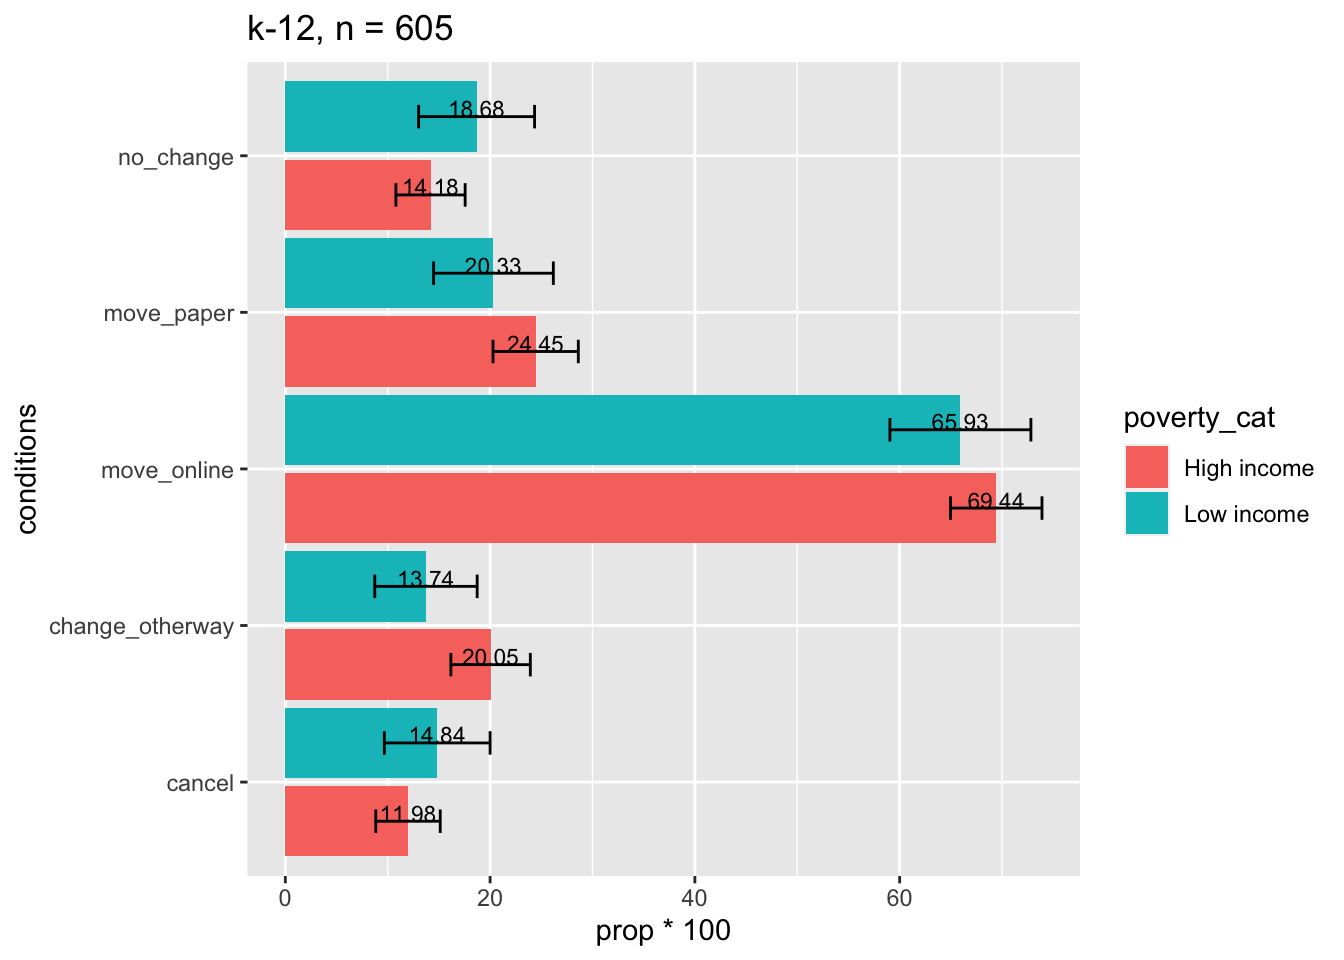 k-12, n = 605
18.68
no_change
14.18
20.33
move_paper
24.45
65.93
move_online
69.44
13.74
change_otherway
20.05
14.84
cancel
11.98
conditions
0 20 40 60
prop * 100
poverty_cat
High income
Low income